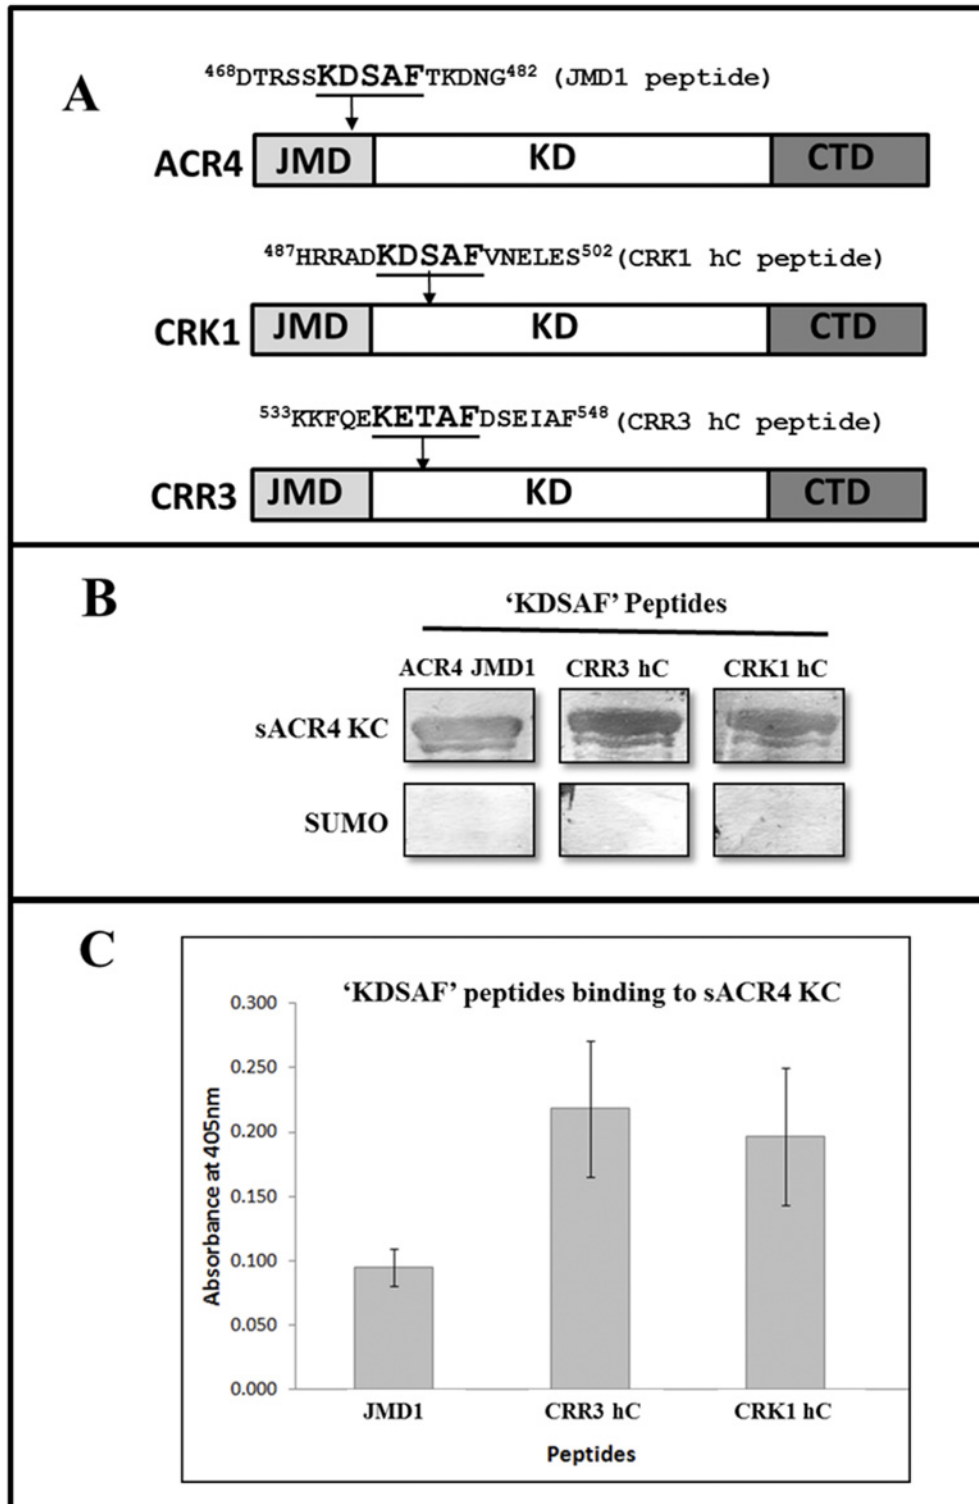 A
⁴⁶⁸DTRSSKDSAFTKDNG⁴⁸² (JMD1 peptide)
ACR4 JMD KD CTD
⁴⁸⁷HRRADKDSAFVNELES⁵⁰² (CRK1 hC peptide)
CRK1 JMD KD CTD
⁵³³KKFQEKETAFDSEIAF⁵⁴⁸ (CRR3 hC peptide)
CRR3 JMD KD CTD
B
‘KDSAF’ Peptides
ACR4 JMD1 CRR3 hC CRK1 hC
sACR4 KC
SUMO
C
‘KDSAF’ peptides binding to sACR4 KC
Absorbance at 405nm
0.300
0.250
0.200
0.150
0.100
0.050
0.000
JMD1 CRR3 hC CRK1 hC
Peptides